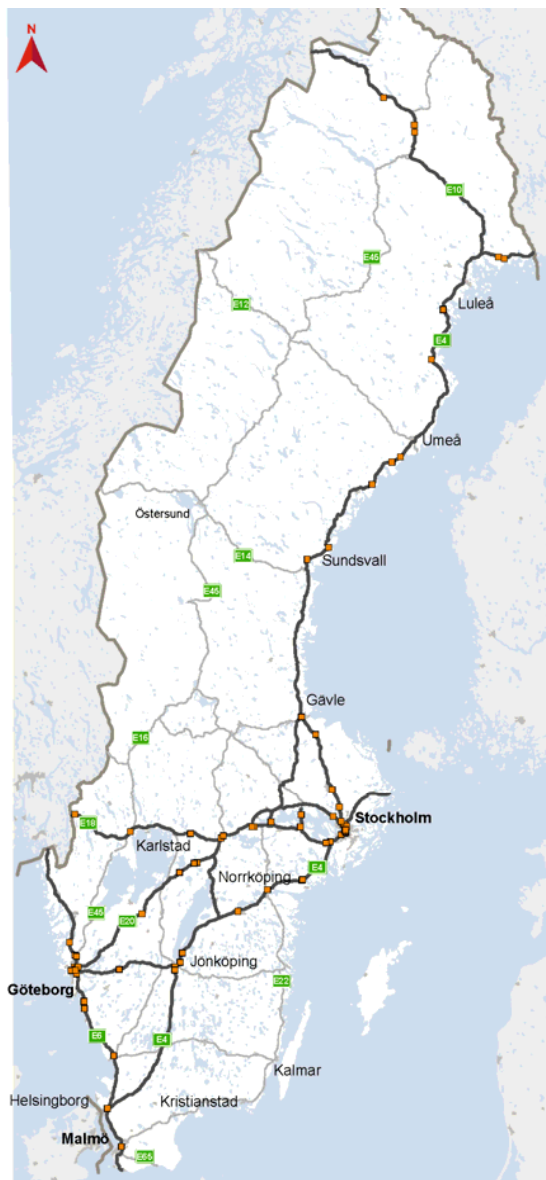 N
E10
E45
E12
Luleå
E4
Umeå
Östersund
E14
Sundsvall
E45
Gävle
E16
Stockholm
E18
Karlstad
E4
Norrköping
E45
E20
Jönköping
E22
Göteborg
E6
E4
Kalmar
Helsingborg
Kristianstad
Malmö
E65